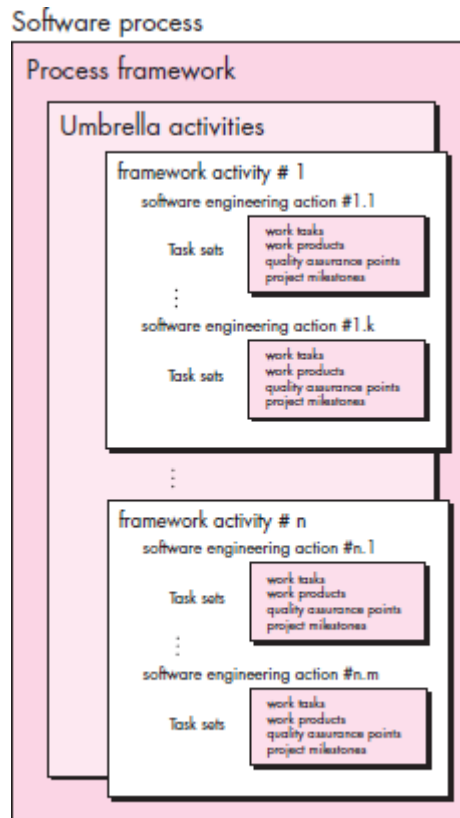 Software process
Process framework
Umbrella activities
framework activity # 1
software engineering action #1.1
Task sets
work tasks
work products
quality assurance points
project milestones
software engineering action #1.k
Task sets
work tasks
work products
quality assurance points
project milestones
framework activity # n
software engineering action #n.1
Task sets
work tasks
work products
quality assurance points
project milestones
software engineering action #n.m
Task sets
work tasks
work products
quality assurance points
project milestones